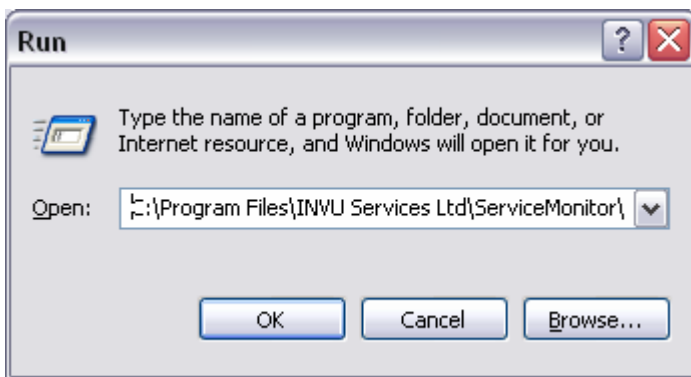 Run
Type the name of a program, folder, document, or
Internet resource, and Windows will open it for you.
Open: C:\Program Files\INVU Services Ltd\ServiceMonitor\
OK Cancel Browse...